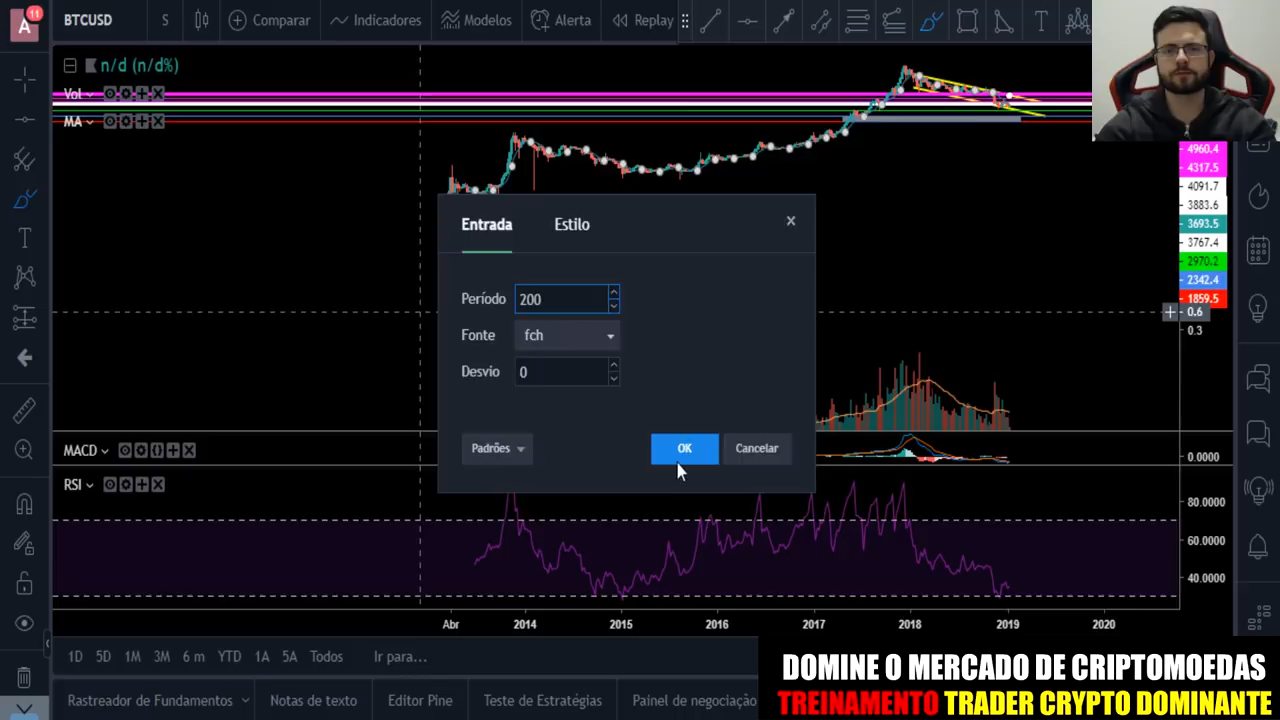 A
11
BTCUSD
S
Comparar
Indicadores
Modelos
Alerta
Replay
T
n/d (n/d%)
Vol
MA
4960.4
4317.5
4091.7
3883.6
3693.5
3767.4
2970.2
2342.4
1859.5
0.6
0.3
Entrada
Estilo
x
Período
200
Fonte
fch
Desvio
0
Padrões
OK
Cancelar
MACD
0.0000
RSI
80.0000
60.0000
40.0000
Abr
2014
2015
2016
2017
2018
2019
2020
1D
5D
1M
3M
6 m
YTD
1A
5A
Todos
Ir para...
Rastreador de Fundamentos
Notas de texto
Editor Pine
Teste de Estratégias
Painel de negociação
DOMINE O MERCADO DE CRIPTOMOEDAS
TREINAMENTO TRADER CRYPTO DOMINANTE